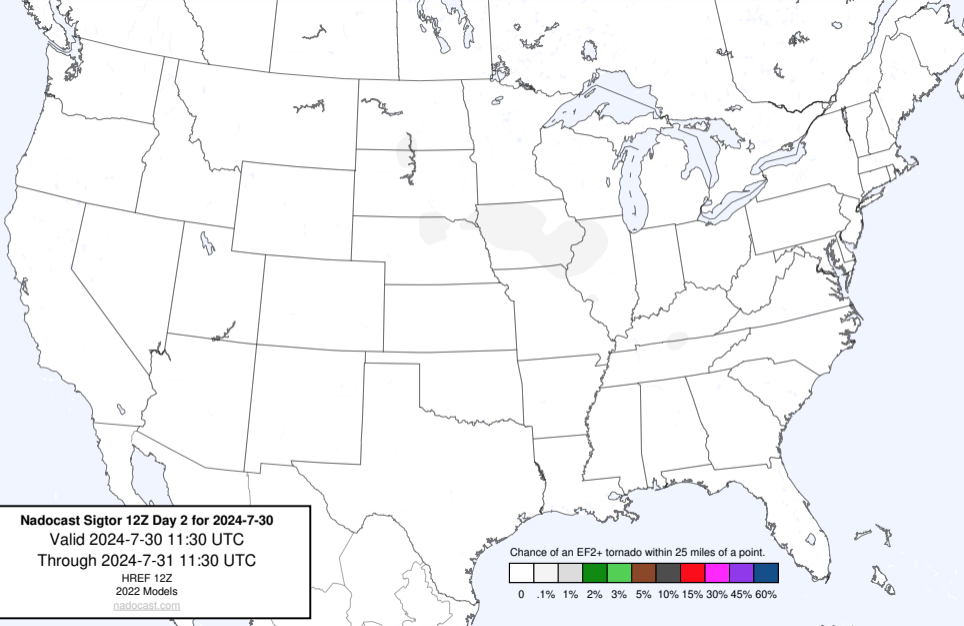 Nadocast Sigtor 12Z Day 2 for 2024-7-30
Valid 2024-7-30 11:30 UTC
Through 2024-7-31 11:30 UTC
HREF 12Z
2022 Models
nadocast.com
Chance of an EF2+ tornado within 25 miles of a point.
0 .1% 1% 2% 3% 5% 10% 15% 30% 45% 60%